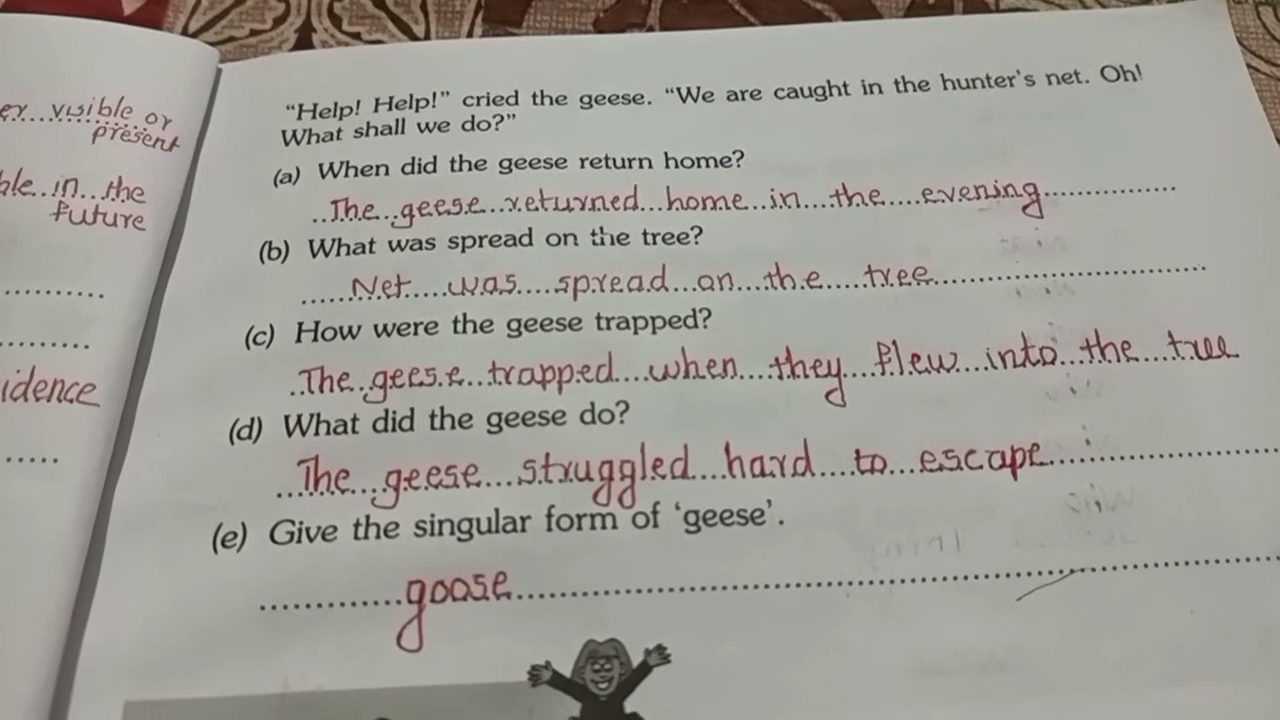 er visible or
present
ble in the
future
idence
"Help! Help!" cried the geese. "We are caught in the hunter's net. Oh!
What shall we do?"
(a) When did the geese return home?
The geese returned home in the evening
(b) What was spread on the tree?
Net was spread on the tree
(c) How were the geese trapped?
The geese trapped when they flew into the tree
(d) What did the geese do?
The geese struggled hard to escape
(e) Give the singular form of 'geese'.
goose